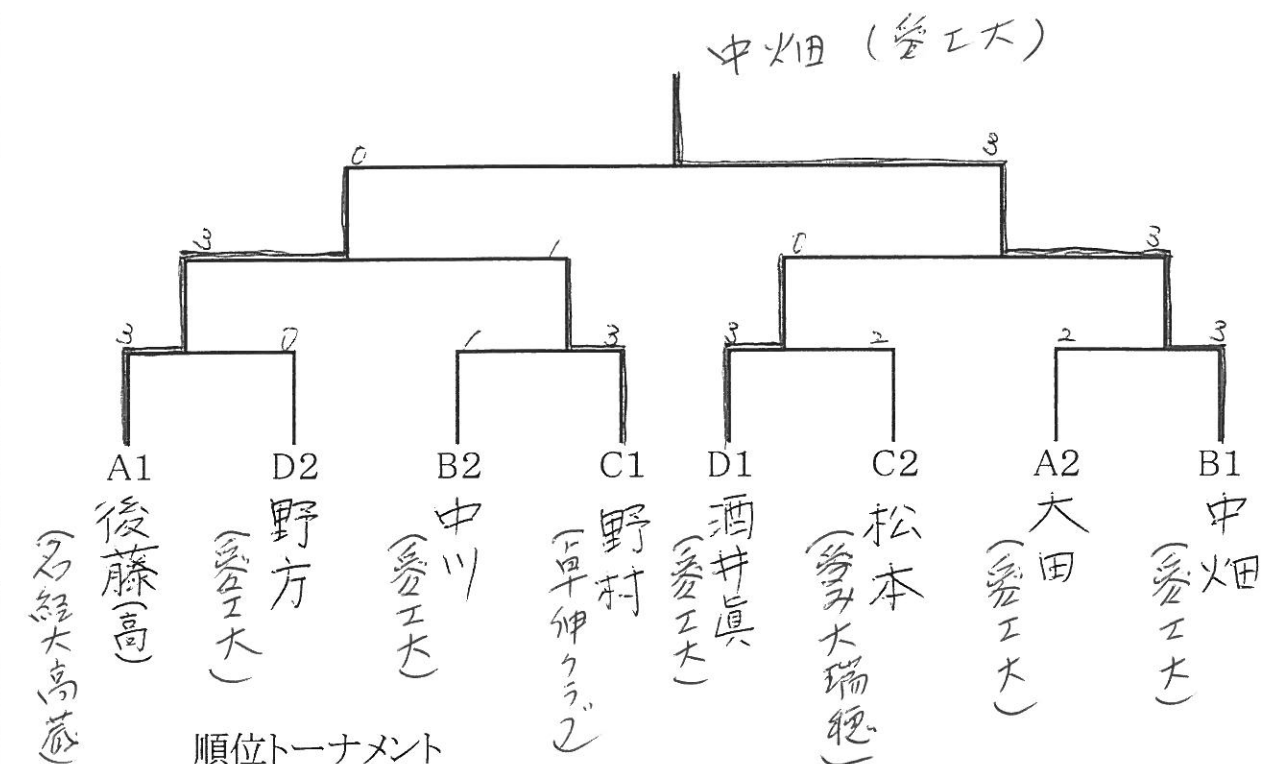 中畑 (愛工大)
0 3
3 1 0 3
3 0 1 3 3 2 2 3
A1 D2 B2 C1 D1 C2 A2 B1
後藤(高)
(名経大高蔵)
野方
(愛工大)
中川
(愛工大)
野村
(卓伸クラブ)
酒井眞
(愛工大)
松本
(愛み大瑞穂)
大田
(愛工大)
中畑
(愛工大)
順位トーナメント